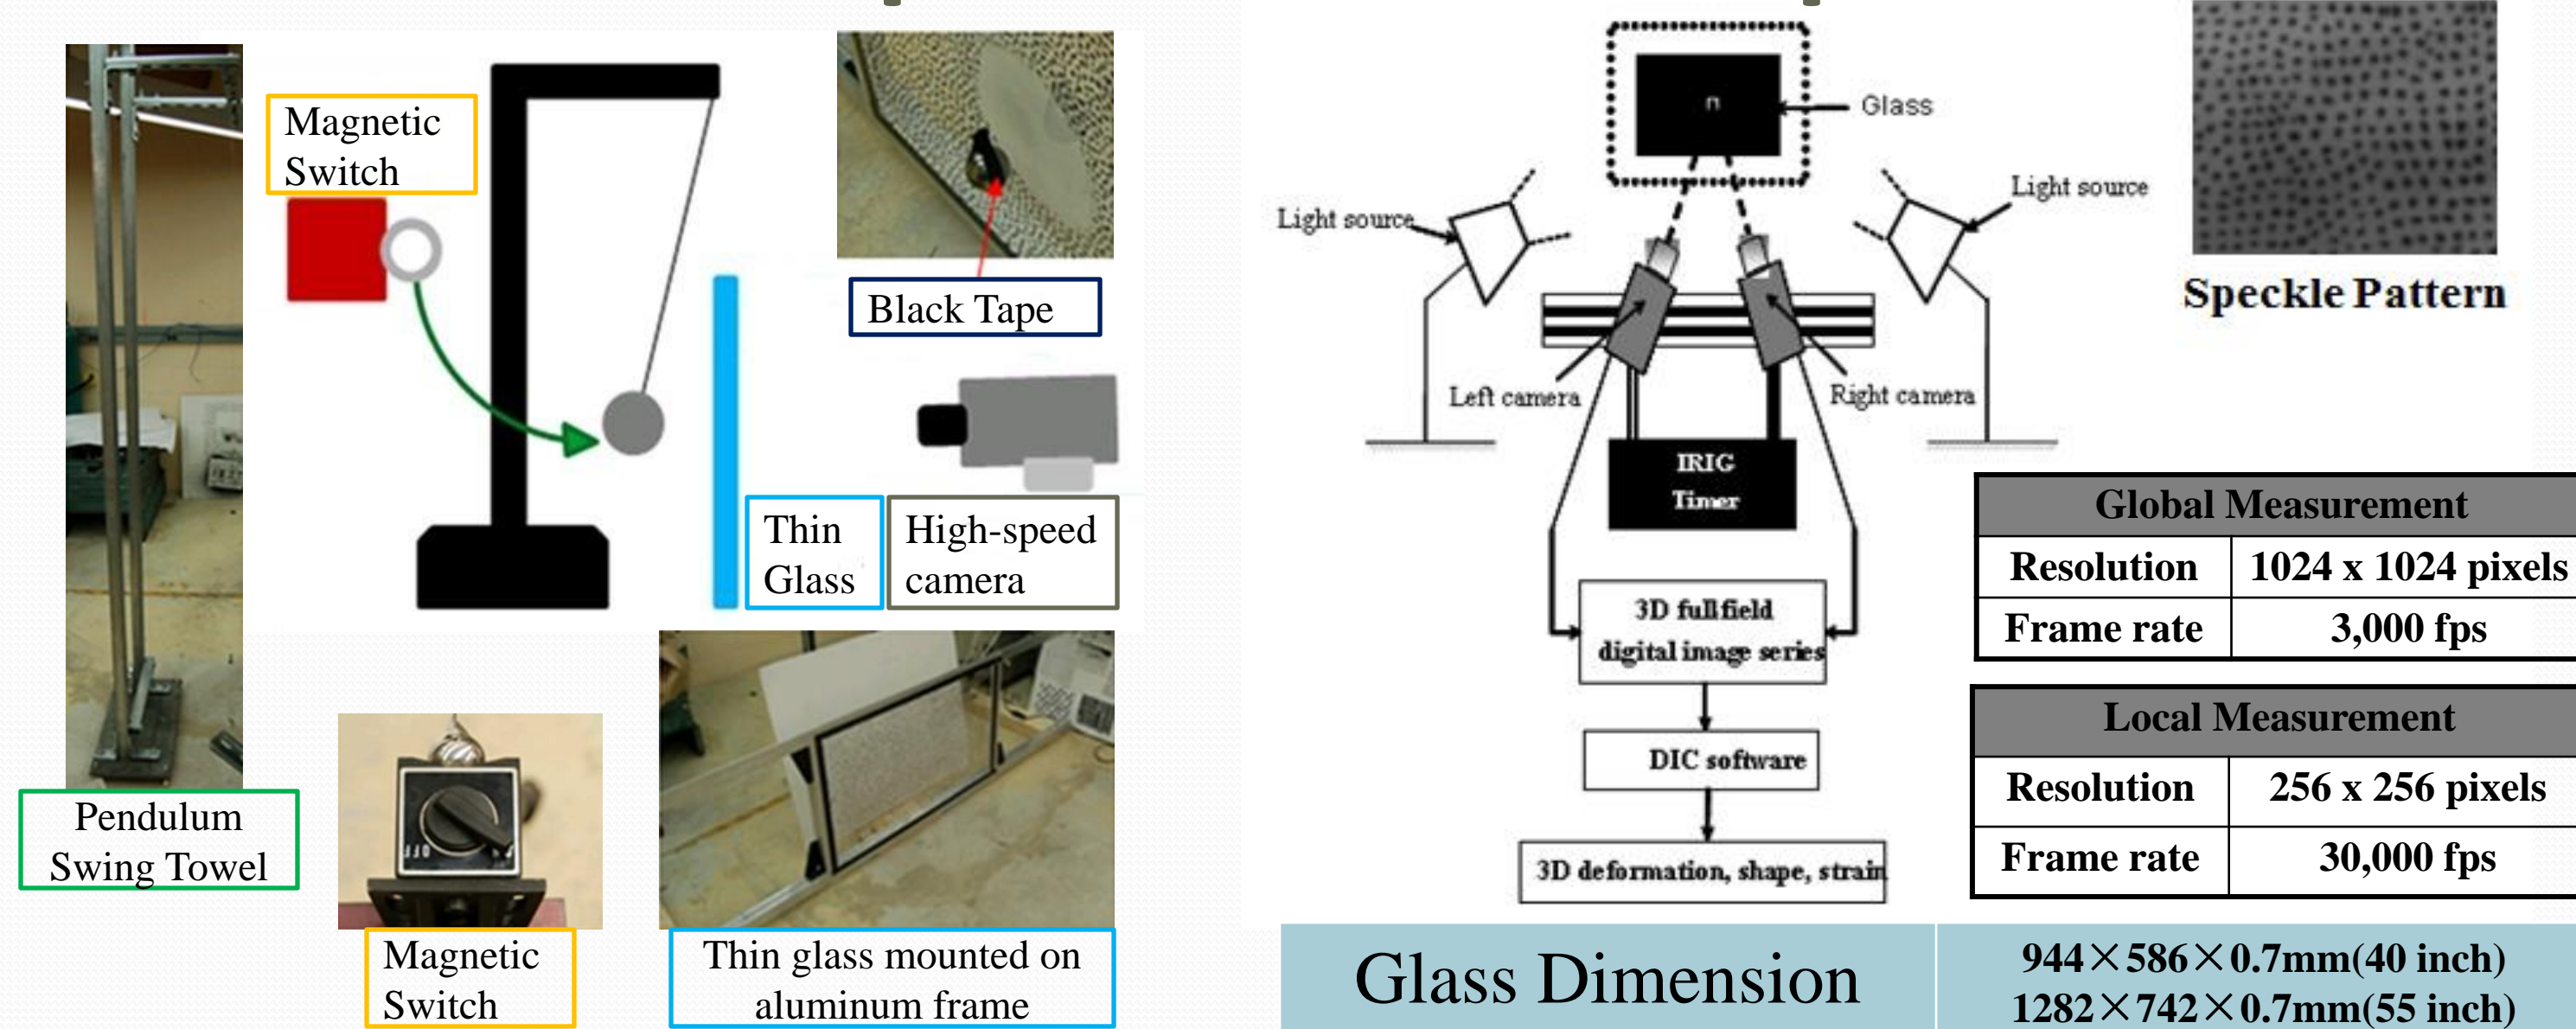 Magnetic
Switch
Black Tape
Thin
Glass
High-speed
camera
Pendulum
Swing Towel
Magnetic
Switch
Thin glass mounted on
aluminum frame
n
Glass
Light source
Light source
Left camera
Right camera
IRIG
Timer
3D fullfield
digital image series
DIC software
3D deformation, shape, strain
Speckle Pattern
Global Measurement
Resolution 1024 x 1024 pixels
Frame rate 3,000 fps
Local Measurement
Resolution 256 x 256 pixels
Frame rate 30,000 fps
Glass Dimension
944×586×0.7mm(40 inch)
1282×742×0.7mm(55 inch)